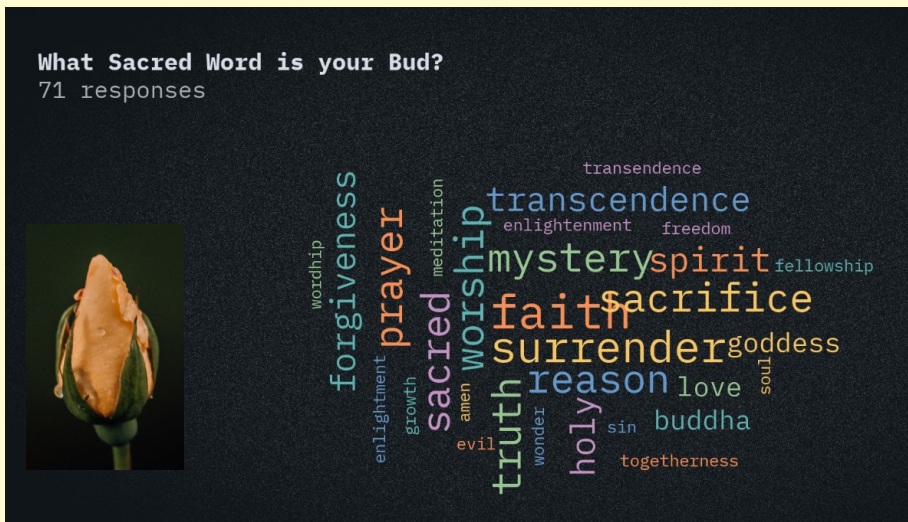 What Sacred Word is your Bud?
71 responses
transendence
transcendence
enlightenment
freedom
mystery
spirit
fellowship
faith
sacrifice
surrender
goddess
reason
love
soul
buddha
sin
togetherness
wordhip
forgiveness
prayer
meditation
worship
sacred
enlightment
growth
amen
evil
truth
wonder
holy